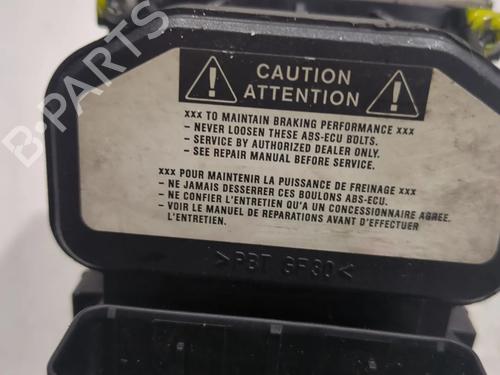 CAUTION
ATTENTION
xxx TO MAINTAIN BRAKING PERFORMANCE xxx
– NEVER LOOSEN THESE ABS-ECU BOLTS.
– SERVICE BY AUTHORIZED DEALER ONLY.
– SEE REPAIR MANUAL BEFORE SERVICE.
xxx POUR MAINTENIR LA PUISSANCE DE FREINAGE xxx
– NE JAMAIS DESSERRER CES BOULONS ABS-ECU.
– NE CONFIER L'ENTRETIEN QU'A UN CONCESSIONNAIRE AGREE.
– VOIR LE MANUEL DE REPARATIONS AVANT D'EFFECTUER
L'ENTRETIEN.
>PBT GF30<
B-PARTS